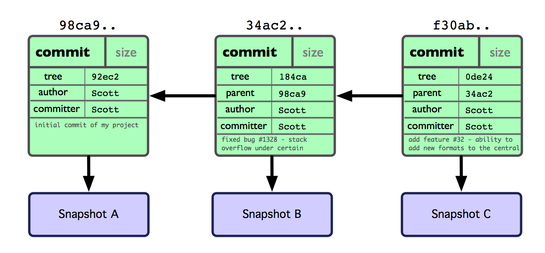 98ca9..
commit size
tree 92ec2
author Scott
committer Scott
initial commit of my project
Snapshot A
34ac2..
commit size
tree 184ca
parent 98ca9
author Scott
committer Scott
fixed bug #1328 - stack
overflow under certain
Snapshot B
f30ab..
commit size
tree 0de24
parent 34ac2
author Scott
committer Scott
add feature #32 - ability to
add new formats to the central
Snapshot C